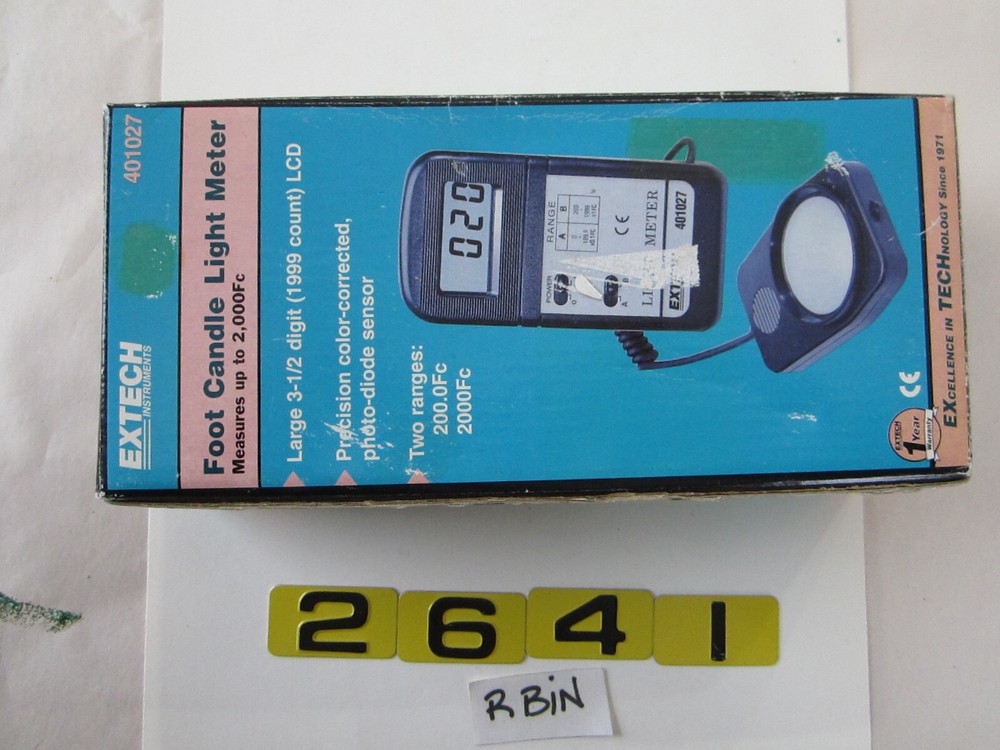 401027
EXTECH
INSTRUMENTS
Foot Candle Light Meter
Measures up to 2,000Fc
Large 3-1/2 digit (1999 count) LCD
Precision color-corrected,
photo-diode sensor
Two ranges:
200.0Fc
2000Fc
020
POWER
RANGE
A B
A B
CE
METER
401027
CE
EXTECH
1 Year
Warranty
EXCELLENCE IN TECHNOLOGY Since 1971
2641
R BiN